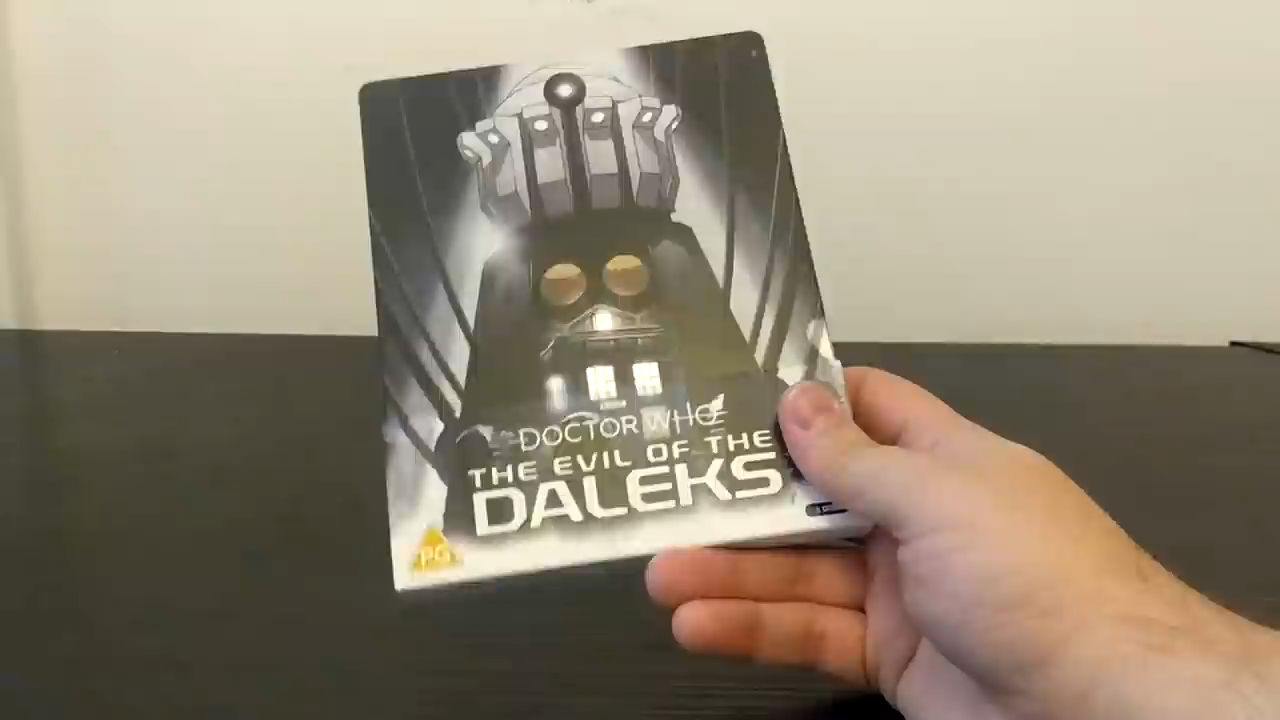 DOCTOR WHO
THE EVIL OF THE
DALEKS
PG